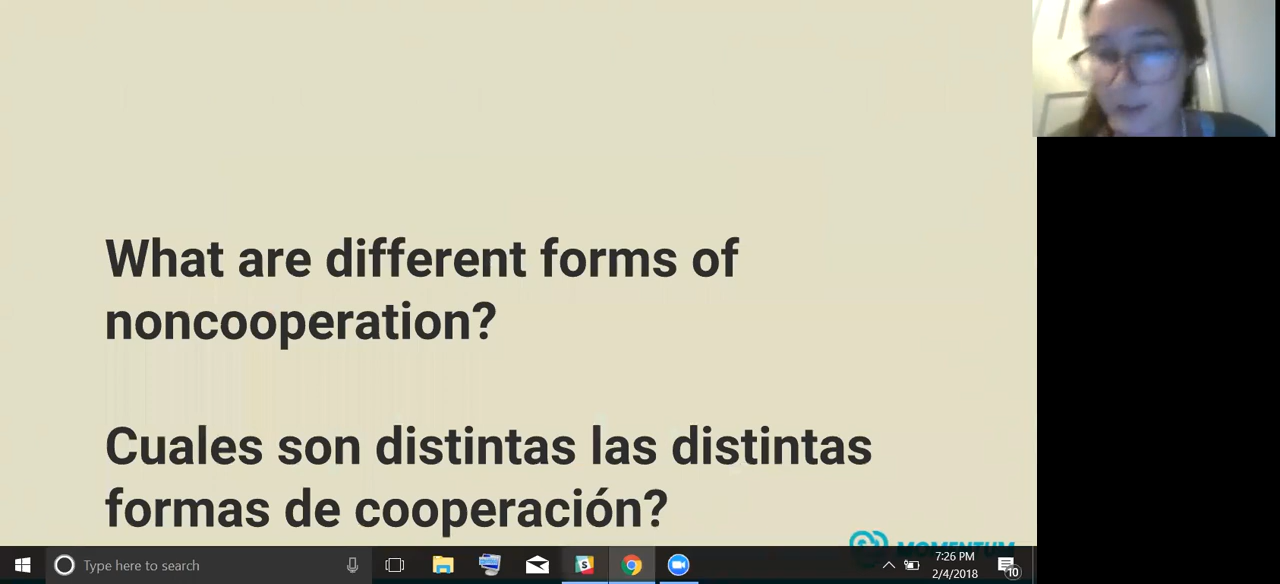 What are different forms of
noncooperation?
Cuales son distintas las distintas
formas de cooperación?
MOMENTUM
Type here to search
7:26 PM
2/4/2018
10